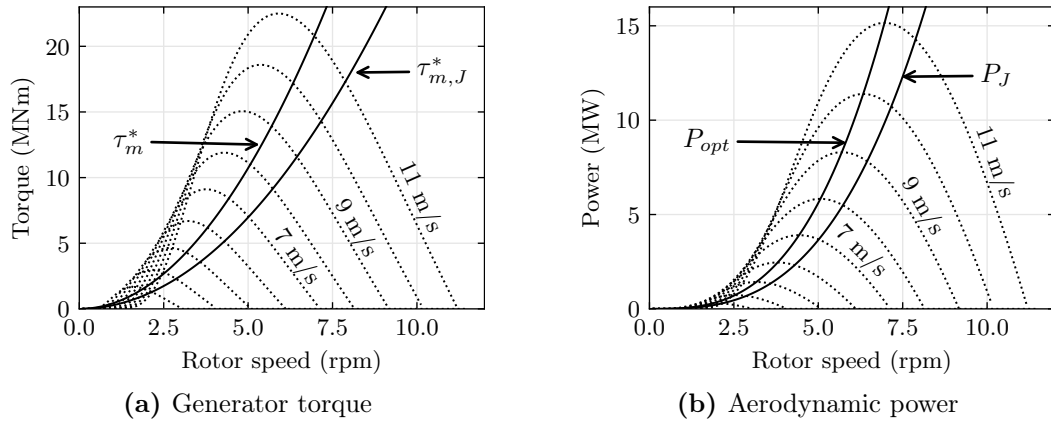 20
15
10
5
0
Torque (MNm)
τ*m,J
τ*m
11 m/s
9 m/s
7 m/s
0.0 2.5 5.0 7.5 10.0
Rotor speed (rpm)
(a) Generator torque
15
10
5
0
Power (MW)
PJ
Popt
11 m/s
9 m/s
7 m/s
0.0 2.5 5.0 7.5 10.0
Rotor speed (rpm)
(b) Aerodynamic power